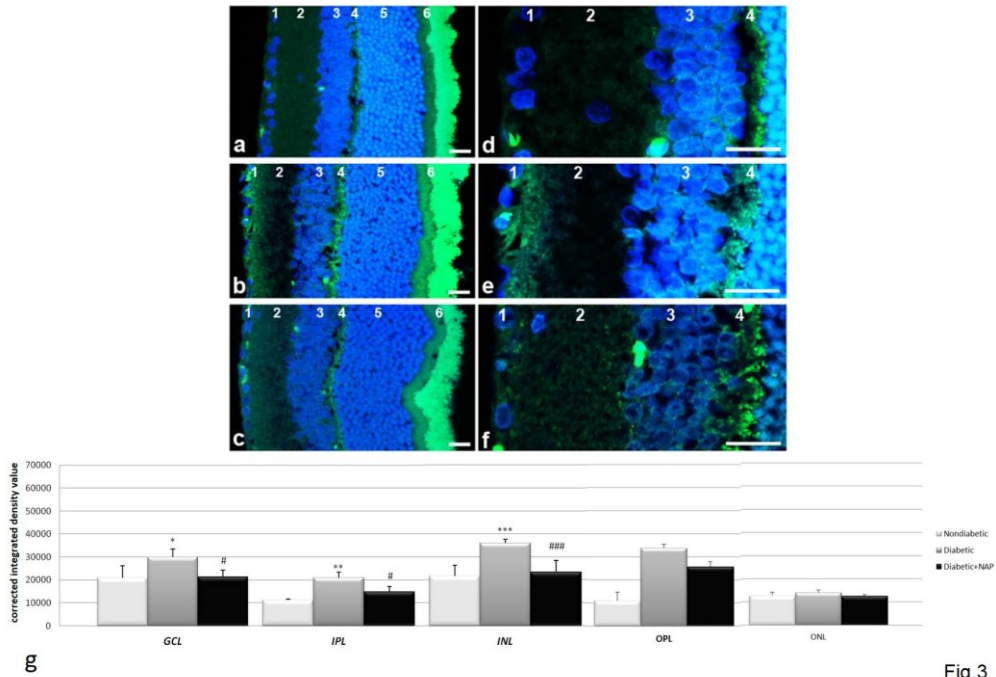 1 2 3 4 5 6
a
1 2 3 4
d
1 2 3 4 5 6
b
1 2 3 4
e
1 2 3 4 5 6
c
1 2 3 4
f
corrected integrated density value
70000
60000
50000
40000
30000
20000
10000
0
*
#
**
#
***
###
GCL
IPL
INL
OPL
ONL
Nondiabetic
Diabetic
Diabetic+NAP
g
Fig.3